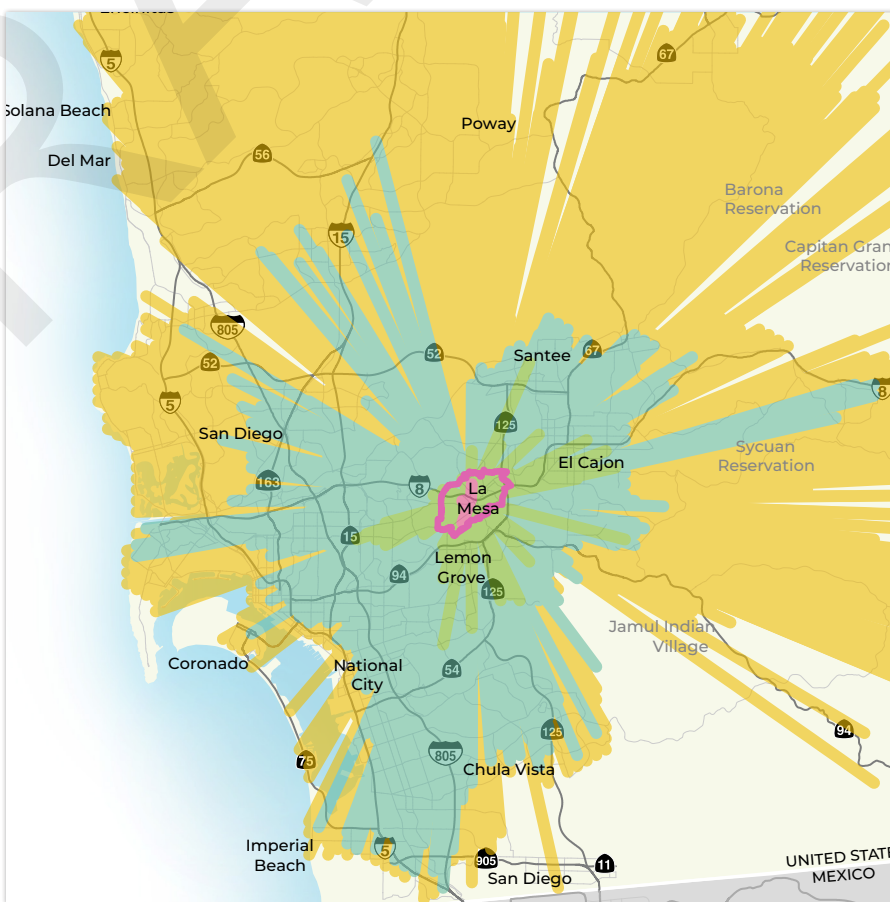 Encinitas
5
67
Solana Beach
Poway
Del Mar
56
Barona
Reservation
15
Capitan Gran
Reservation
805
52
52
Santee
67
5
8
125
San Diego
El Cajon
Sycuan
Reservation
163
8
La
Mesa
15
Lemon
Grove
94
125
Jamul Indian
Village
Coronado
National
City
54
125
94
805
75
Chula Vista
Imperial
Beach
5
905
11
San Diego
UNITED STATE
MEXICO